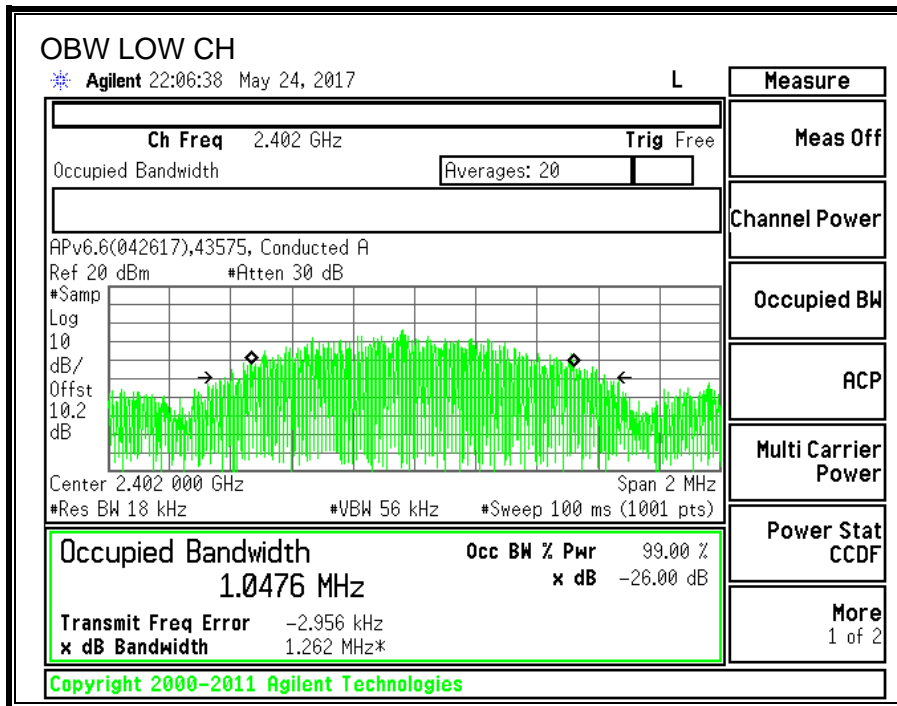 OBW LOW CH
Agilent 22:06:38 May 24, 2017 L
Measure
Ch Freq 2.402 GHz Trig Free
Occupied Bandwidth Averages: 20
APv6.6(042617),43575, Conducted A
Ref 20 dBm #Atten 30 dB
#Samp
Log
10
dB/
Offst
10.2
dB
Center 2.402 000 GHz Span 2 MHz
#Res BW 18 kHz #VBW 56 kHz #Sweep 100 ms (1001 pts)
Occupied Bandwidth Occ BW % Pwr 99.00 %
1.0476 MHz x dB -26.00 dB
Transmit Freq Error -2.956 kHz
x dB Bandwidth 1.262 MHz*
Copyright 2000-2011 Agilent Technologies
Meas Off
Channel Power
Occupied BW
ACP
Multi Carrier
Power
Power Stat
CCDF
More
1 of 2